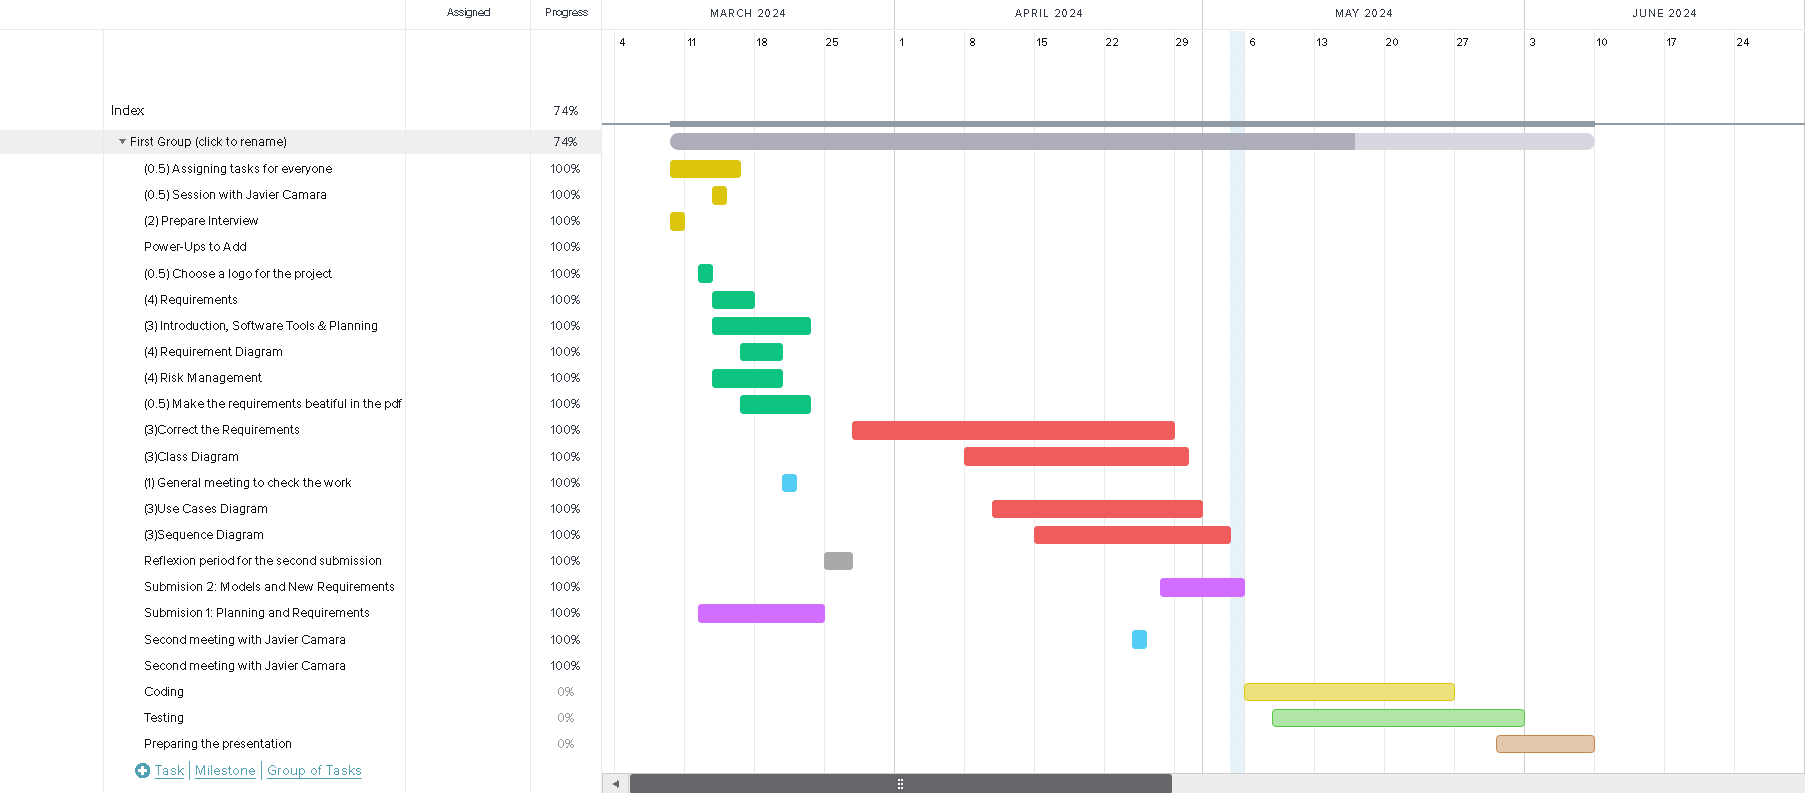 Assigned Progress MARCH 2024 APRIL 2024 MAY 2024 JUNE 2024
4 11 18 25 1 8 15 22 29 6 13 20 27 3 10 17 24
Index 74%
First Group (click to rename) 74%
(0.5) Assigning tasks for everyone 100%
(0.5) Session with Javier Camara 100%
(2) Prepare Interview 100%
Power-Ups to Add 100%
(0.5) Choose a logo for the project 100%
(4) Requirements 100%
(3) Introduction, Software Tools & Planning 100%
(4) Requirement Diagram 100%
(4) Risk Management 100%
(0.5) Make the requirements beatiful in the pdf 100%
(3)Correct the Requirements 100%
(3)Class Diagram 100%
(1) General meeting to check the work 100%
(3)Use Cases Diagram 100%
(3)Sequence Diagram 100%
Reflexion period for the second submission 100%
Submision 2: Models and New Requirements 100%
Submision 1: Planning and Requirements 100%
Second meeting with Javier Camara 100%
Second meeting with Javier Camara 100%
Coding 0%
Testing 0%
Preparing the presentation 0%
Task | Milestone | Group of Tasks